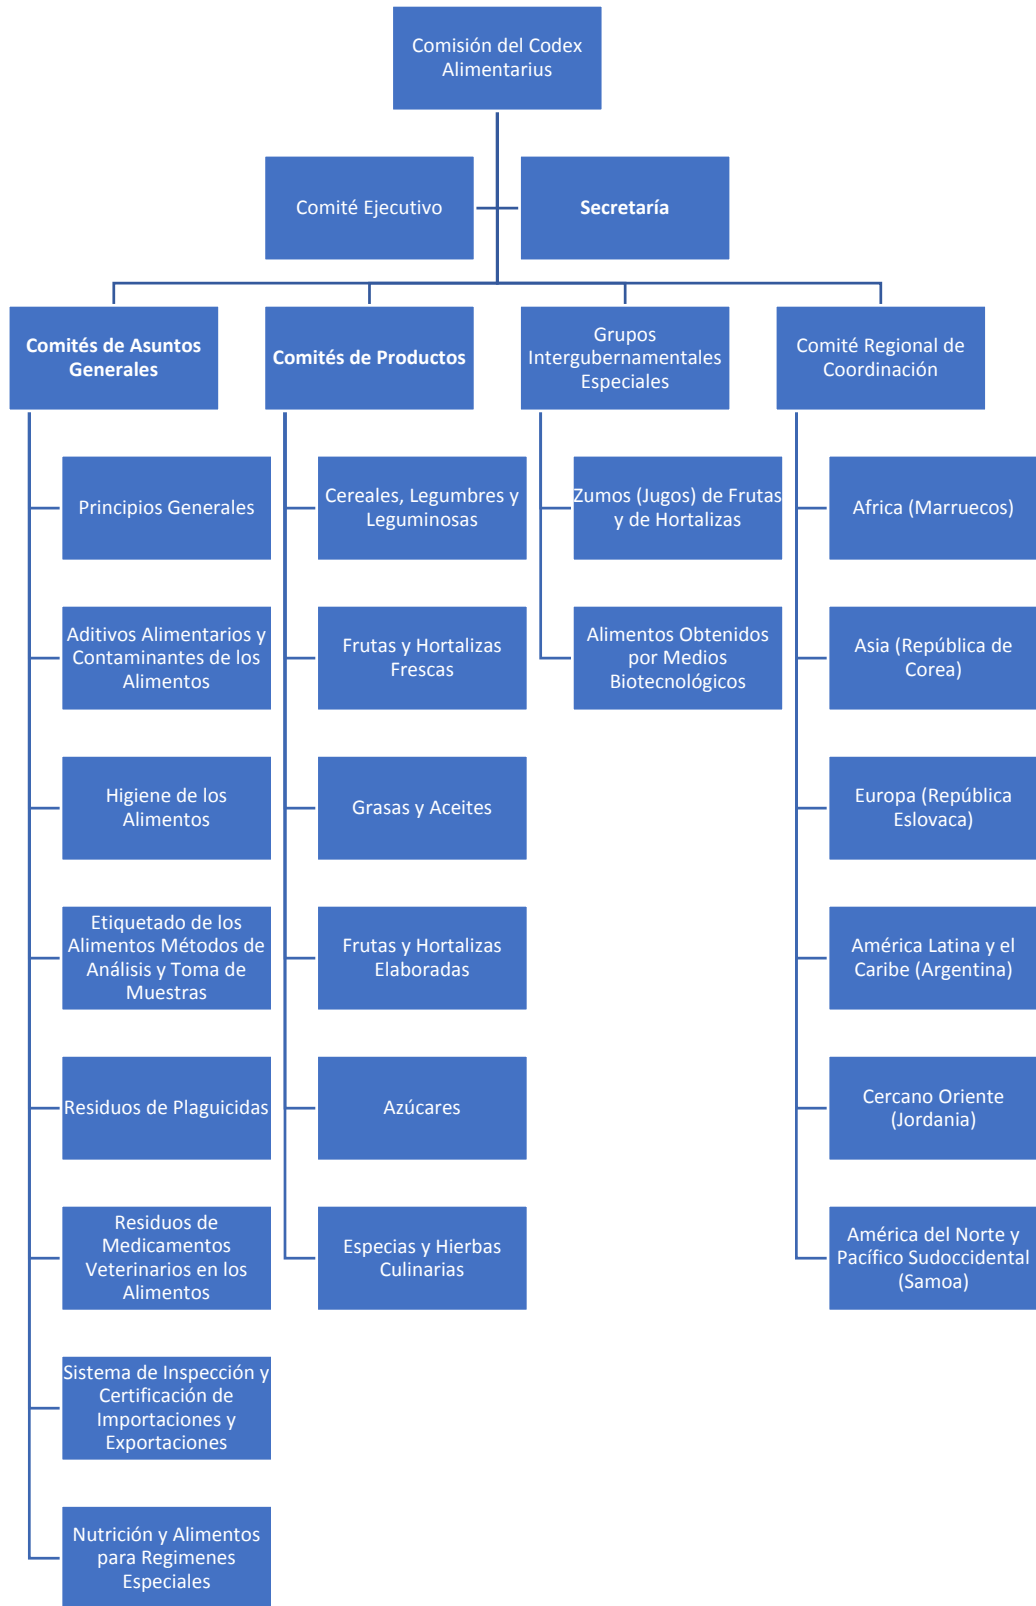 Comisión del Codex
Alimentarius
Comité Ejecutivo
Secretaría
Comités de Asuntos
Generales
Principios Generales
Aditivos Alimentarios y
Contaminantes de los
Alimentos
Higiene de los
Alimentos
Etiquetado de los
Alimentos Métodos de
Análisis y Toma de
Muestras
Residuos de Plaguicidas
Residuos de
Medicamentos
Veterinarios en los
Alimentos
Sistema de Inspección y
Certificación de
Importaciones y
Exportaciones
Nutrición y Alimentos
para Regimenes
Especiales
Comités de Productos
Cereales, Legumbres y
Leguminosas
Frutas y Hortalizas
Frescas
Grasas y Aceites
Frutas y Hortalizas
Elaboradas
Azúcares
Especias y Hierbas
Culinarias
Grupos
Intergubernamentales
Especiales
Zumos (Jugos) de Frutas
y de Hortalizas
Alimentos Obtenidos
por Medios
Biotecnológicos
Comité Regional de
Coordinación
Africa (Marruecos)
Asia (República de
Corea)
Europa (República
Eslovaca)
América Latina y el
Caribe (Argentina)
Cercano Oriente
(Jordania)
América del Norte y
Pacífico Sudoccidental
(Samoa)